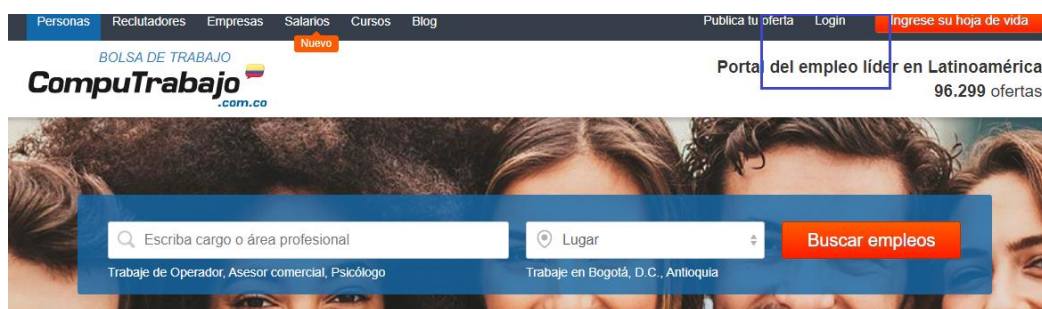 Personas Reclutadores Empresas Salarios Cursos Blog Publica tu oferta Login Ingrese su hoja de vida
Nuevo
BOLSA DE TRABAJO
CompuTrabajo
.com.co
Portal del empleo líder en Latinoamérica
96.299 ofertas
Escriba cargo o área profesional Lugar Buscar empleos
Trabaje de Operador, Asesor comercial, Psicólogo Trabaje en Bogotá, D.C., Antioquia